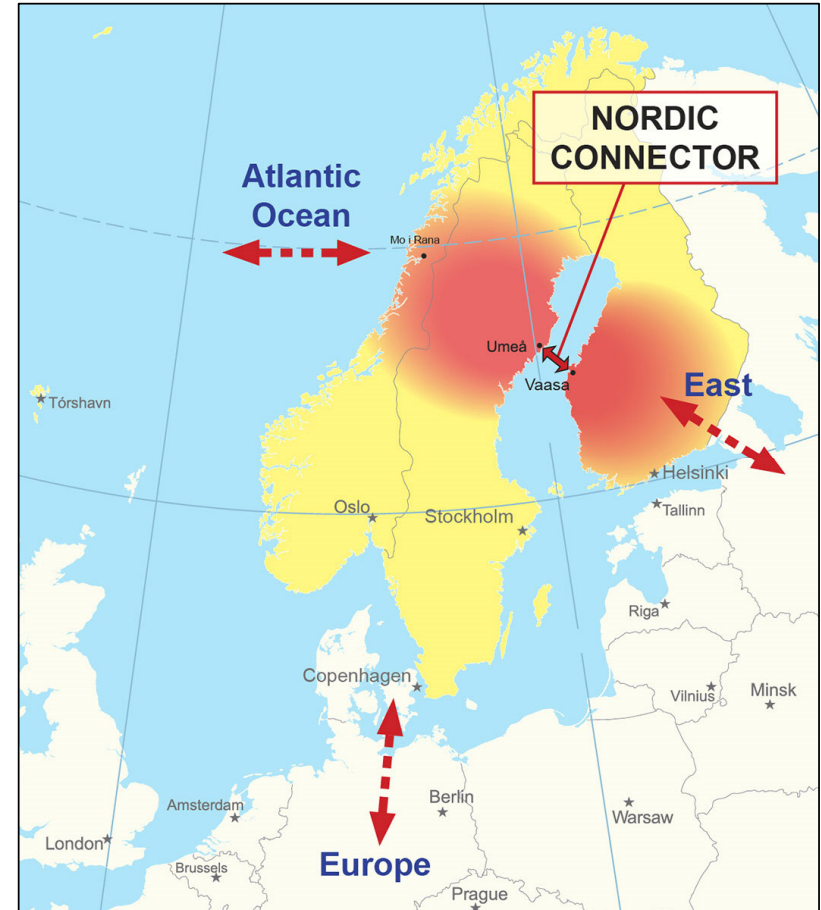 NORDIC
CONNECTOR
Atlantic
Ocean
Mo i Rana
Umeå
Vaasa
East
Tórshavn
Helsinki
Oslo
Stockholm
Tallinn
Riga
Copenhagen
Vilnius
Minsk
Amsterdam
Berlin
Warsaw
London
Europe
Brussels
Prague